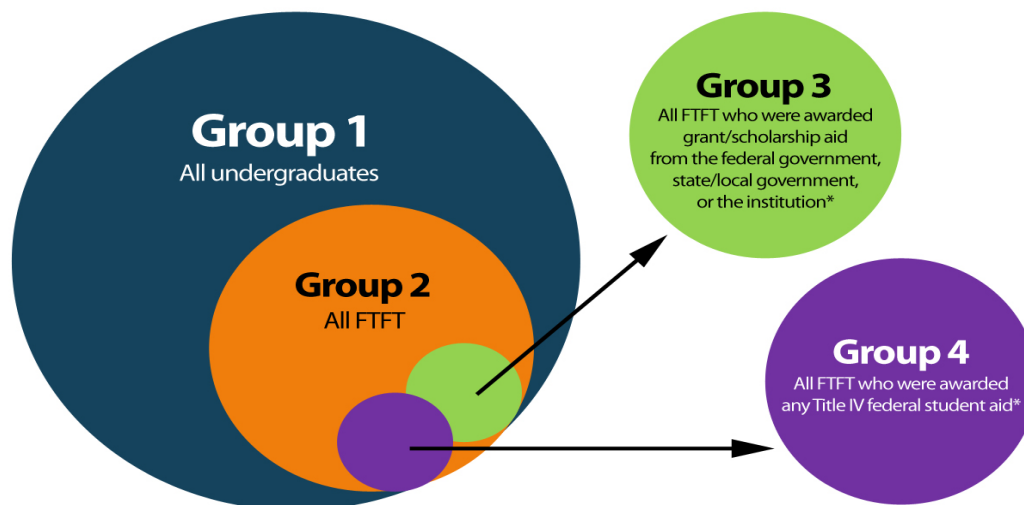 Group 1
All undergraduates
Group 2
All FTFT
Group 3
All FTFT who were awarded
grant/scholarship aid
from the federal government,
state/local government,
or the institution*
Group 4
All FTFT who were awarded
any Title IV federal student aid*